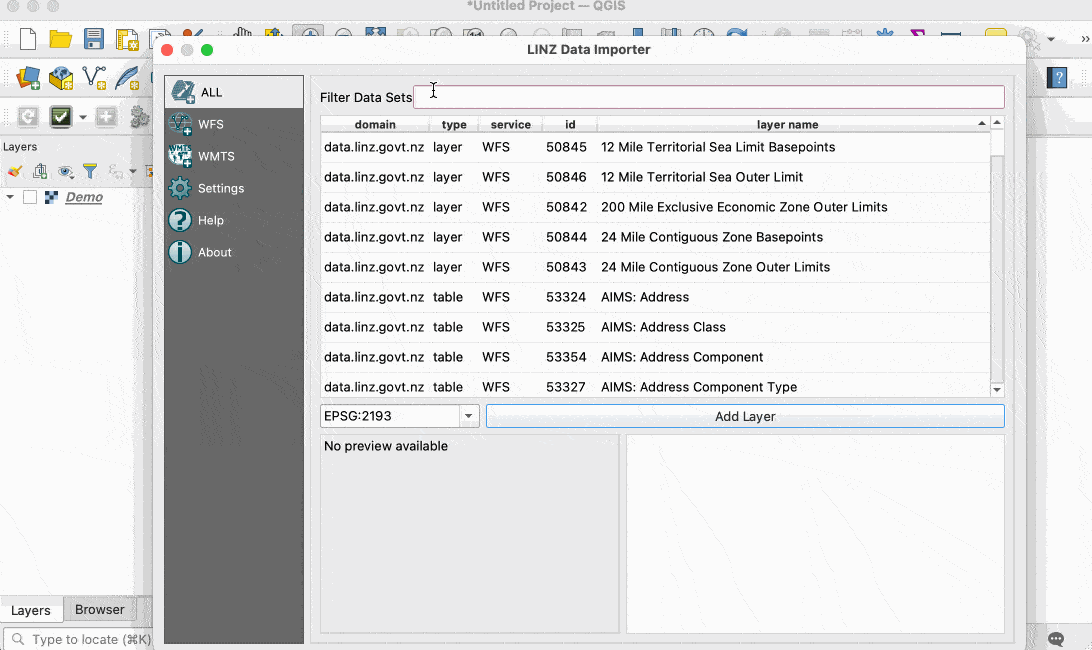 *Untitled Project — QGIS
LINZ Data Importer
ALL
WFS
WMTS
Settings
Help
About
Filter Data Sets
domain type service id layer name
data.linz.govt.nz layer WFS 50845 12 Mile Territorial Sea Limit Basepoints
data.linz.govt.nz layer WFS 50846 12 Mile Territorial Sea Outer Limit
data.linz.govt.nz layer WFS 50842 200 Mile Exclusive Economic Zone Outer Limits
data.linz.govt.nz layer WFS 50844 24 Mile Contiguous Zone Basepoints
data.linz.govt.nz layer WFS 50843 24 Mile Contiguous Zone Outer Limits
data.linz.govt.nz table WFS 53324 AIMS: Address
data.linz.govt.nz table WFS 53325 AIMS: Address Class
data.linz.govt.nz table WFS 53354 AIMS: Address Component
data.linz.govt.nz table WFS 53327 AIMS: Address Component Type
EPSG:2193
Add Layer
No preview available
Layers
Demo
Layers
Browser
Type to locate (⌘K)